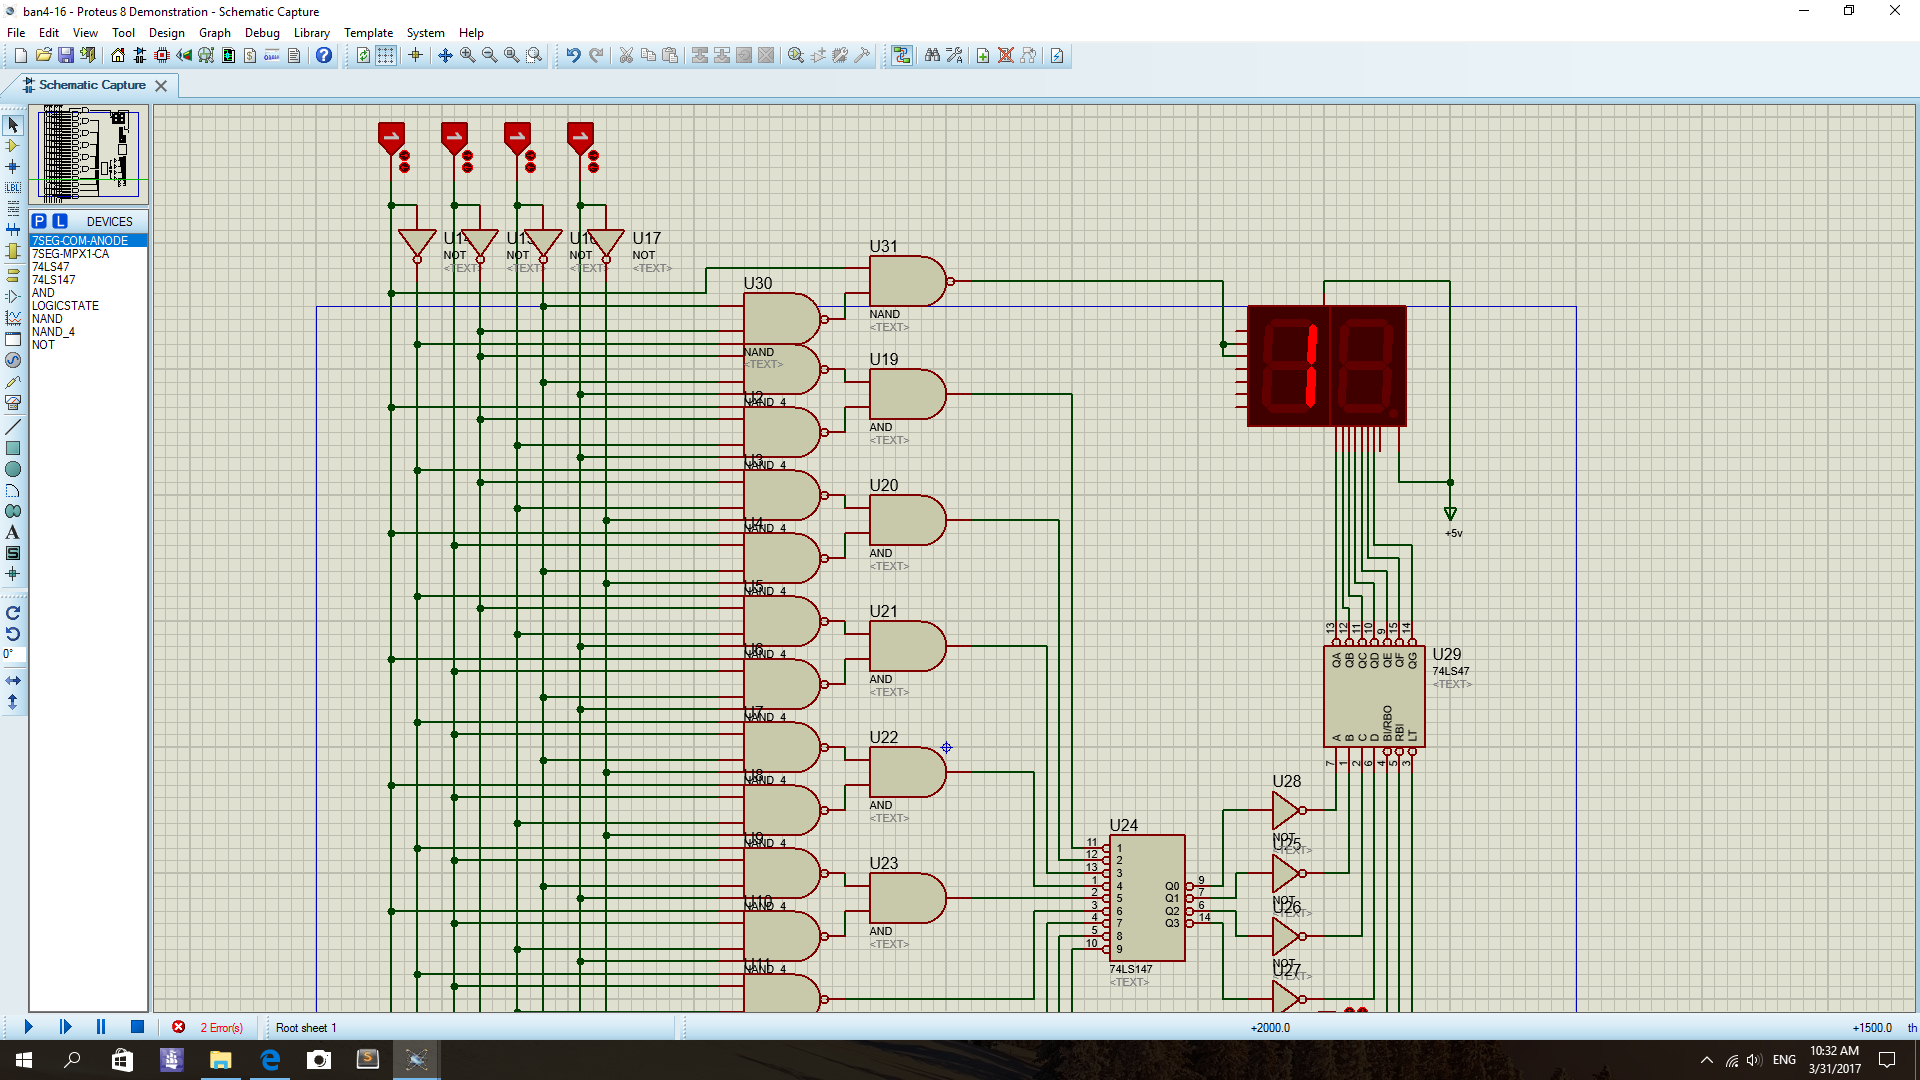 ban4-16 - Proteus 8 Demonstration - Schematic Capture
File Edit View Tool Design Graph Debug Library Template System Help
Schematic Capture
P L DEVICES
7SEG-COM-ANODE
7SEG-MPX1-CA
74LS47
74LS147
AND
LOGICSTATE
NAND
NAND_4
NOT
LBL
A
S
0°
1 1 1 1
NOT
<TEXT>
NOT
<TEXT>
NOT
<TEXT>
U17
NOT
<TEXT>
U31
NAND
<TEXT>
U30
NAND
<TEXT>
U19
AND
<TEXT>
U2
NAND_4
U3
NAND_4
U20
AND
<TEXT>
U4
NAND_4
U5
NAND_4
U21
AND
<TEXT>
U6
NAND_4
U7
NAND_4
U22
AND
<TEXT>
U8
NAND_4
U9
NAND_4
U23
AND
<TEXT>
U10
NAND_4
U11
NAND_4
1
+5v
13 12 11 10 9 15 14
QA QB QC QD QE QF QG
U29
74LS47
<TEXT>
A B C D BI/RBO RBI LT
7 1 2 6 4 5 3
U24
11 1
12 2
13 3
1 4
2 5
3 6
4 7
5 8
10 9
Q0 9
Q1 7
Q2 6
Q3 14
74LS147
<TEXT>
U28
NOT
<TEXT>
U25
NOT
<TEXT>
U26
NOT
<TEXT>
U27
2 Error(s)
Root sheet 1
+2000.0
+1500.0
th
S
ENG
10:32 AM
3/31/2017